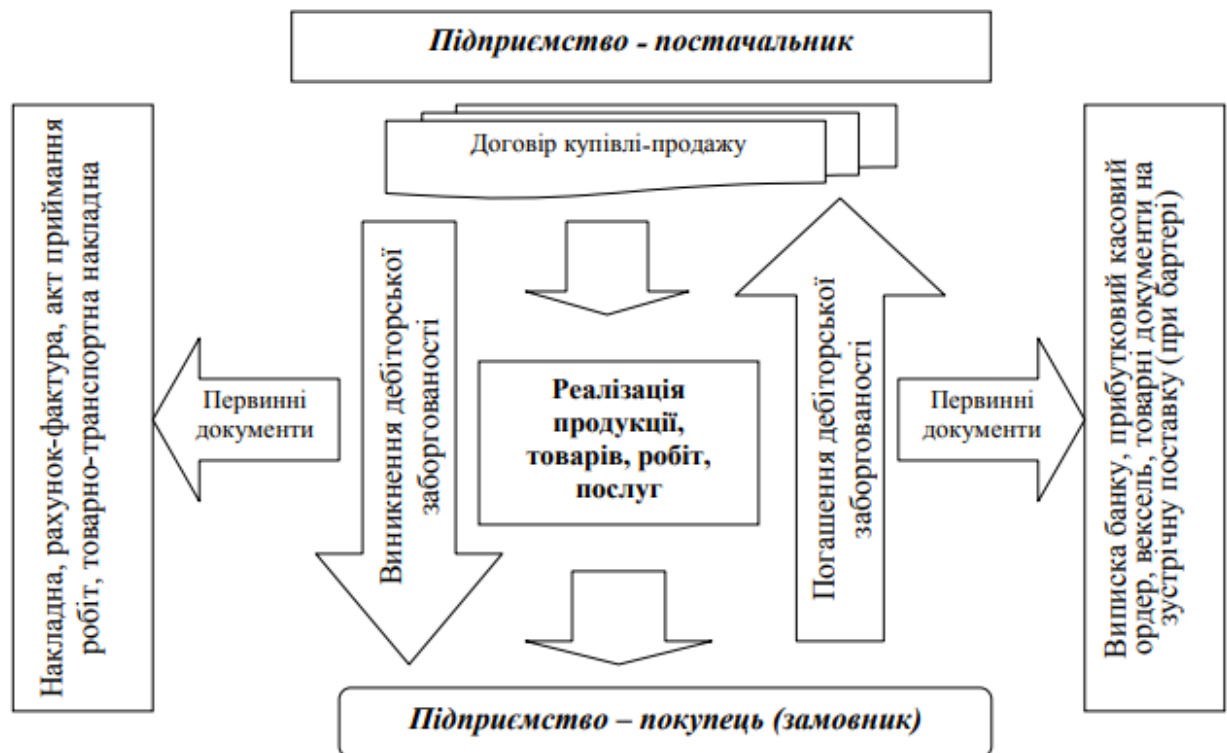 Підприємство - постачальник
Договір купівлі-продажу
Накладна, рахунок-фактура, акт приймання
робіт, товарно-транспортна накладна
Первинні
документи
Виникнення дебіторської
заборгованості
Реалізація
продукції,
товарів, робіт,
послуг
Погашення дебіторської
заборгованості
Первинні
документи
Виписка банку, прибутковий касовий
ордер, вексель, товарні документи на
зустрічну поставку (при бартері)
Підприємство – покупець (замовник)